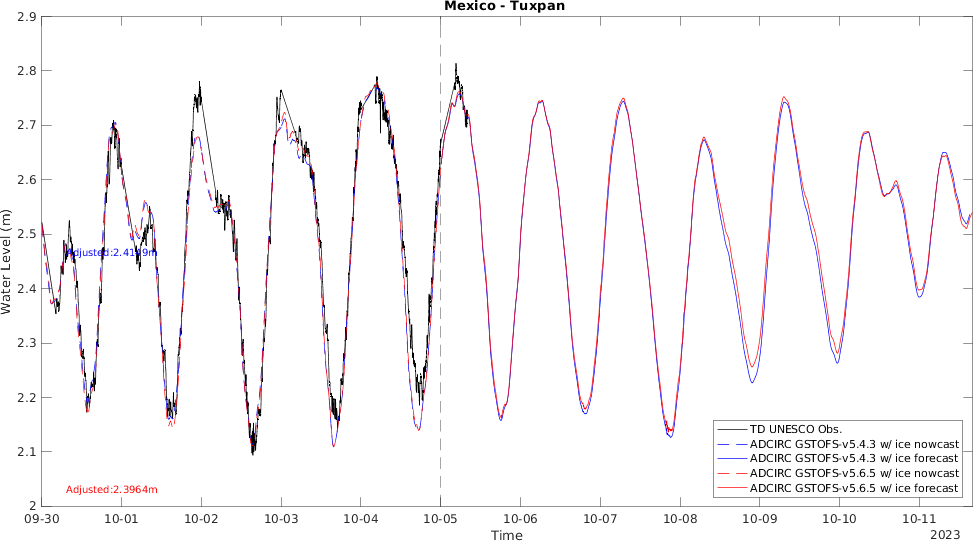 Mexico - Tuxpan
2.9
2.8
2.7
2.6
2.5
2.4
2.3
2.2
2.1
2
Water Level (m)
Adjusted:2.4119m
Adjusted:2.3964m
TD UNESCO Obs.
ADCIRC GSTOFS-v5.4.3 w/ ice nowcast
ADCIRC GSTOFS-v5.4.3 w/ ice forecast
ADCIRC GSTOFS-v5.6.5 w/ ice nowcast
ADCIRC GSTOFS-v5.6.5 w/ ice forecast
09-30 10-01 10-02 10-03 10-04 10-05 10-06 10-07 10-08 10-09 10-10 10-11
Time
2023